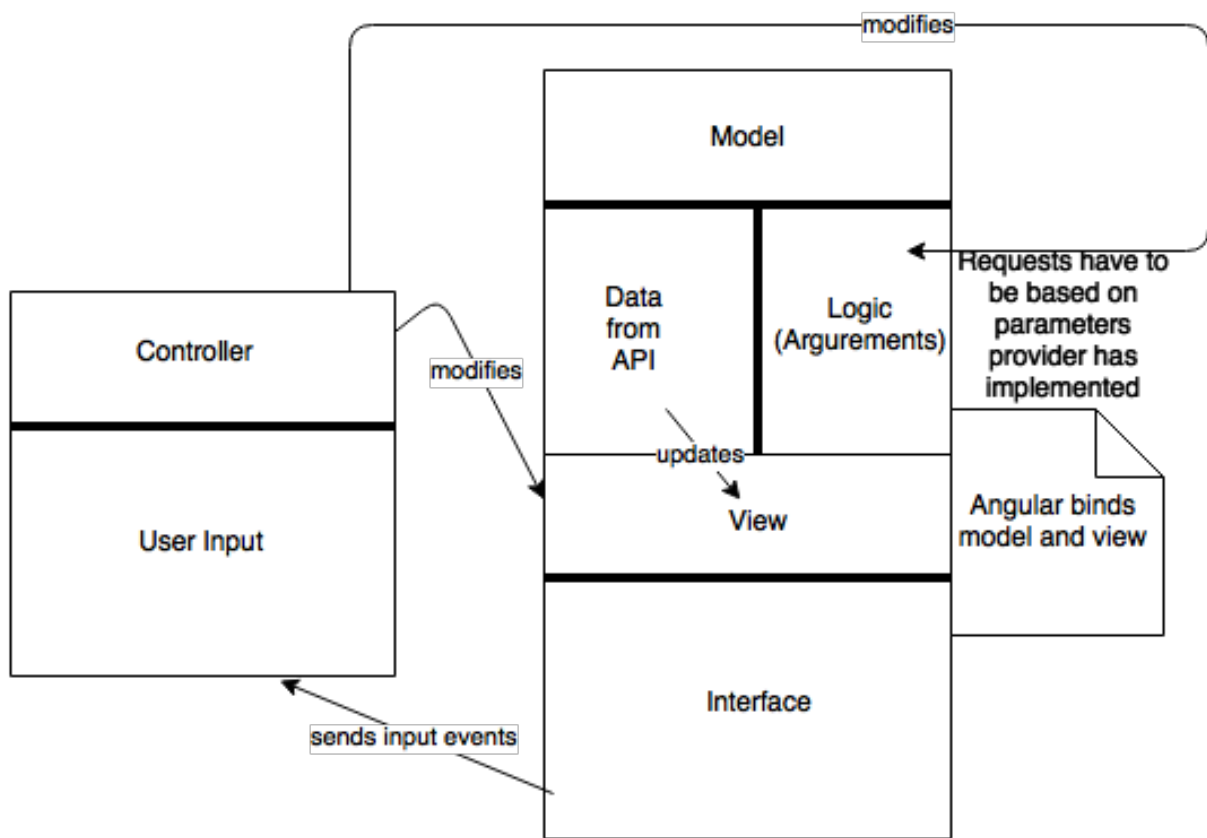 modifies
Model
Data
from
API
Logic
(Argurements)
Requests have to
be based on
parameters
provider has
implemented
Controller
modifies
User Input
updates
View
Angular binds
model and view
Interface
sends input events